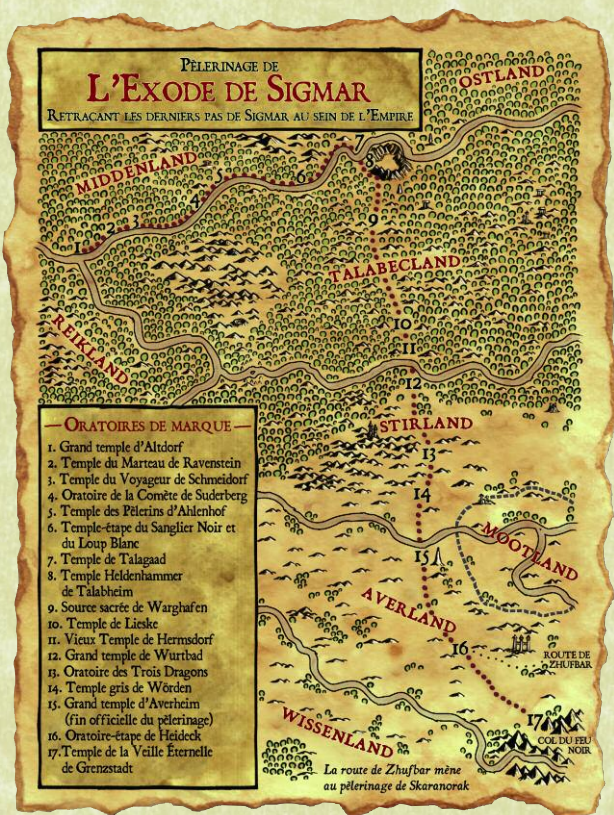 Pèlerinage de
L'Exode de Sigmar
Retraçant les derniers pas de Sigmar au sein de l'Empire
OSTLAND
MIDDENLAND
7
8
5
6
4
3
2
1
9
TALABECLAND
10
REIKLAND
11
12
STIRLAND
13
14
MOOTLAND
15
AVERLAND
16
ROUTE DE
ZHUFBAR
17
COL DU FEU
NOIR
WISSENLAND
La route de Zhufbar mène
au pèlerinage de Skaranorak
— Oratoires de marque —
1. Grand temple d'Altdorf
2. Temple du Marteau de Ravenstein
3. Temple du Voyageur de Schmeidorf
4. Oratoire de la Comète de Suderberg
5. Temple des Pèlerins d'Ahlenhof
6. Temple-étape du Sanglier Noir et
du Loup Blanc
7. Temple de Talagaad
8. Temple Heldenhammer
de Talabheim
9. Source sacrée de Warghafen
10. Temple de Lieske
11. Vieux Temple de Hermsdorf
12. Grand temple de Wurtbad
13. Oratoire des Trois Dragons
14. Temple gris de Wörden
15. Grand temple d'Averheim
(fin officielle du pèlerinage)
16. Oratoire-étape de Heideck
17. Temple de la Veille Éternelle
de Grenzstadt